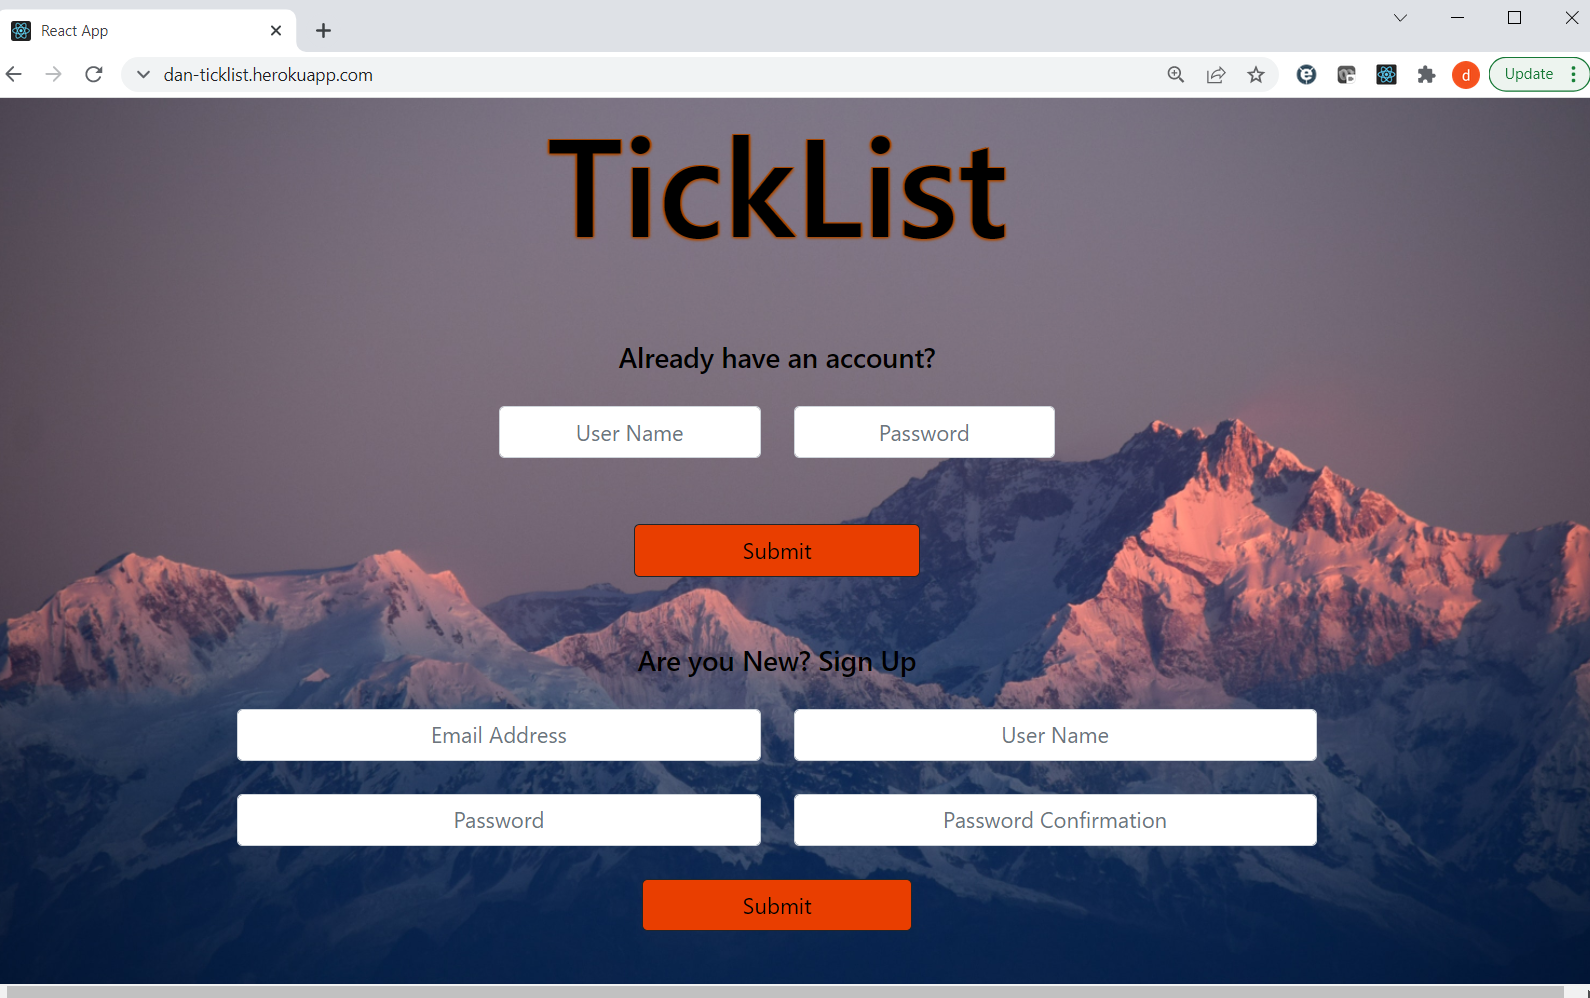 React App
dan-ticklist.herokuapp.com
d
Update
TickList
Already have an account?
User Name
Password
Submit
Are you New? Sign Up
Email Address
User Name
Password
Password Confirmation
Submit